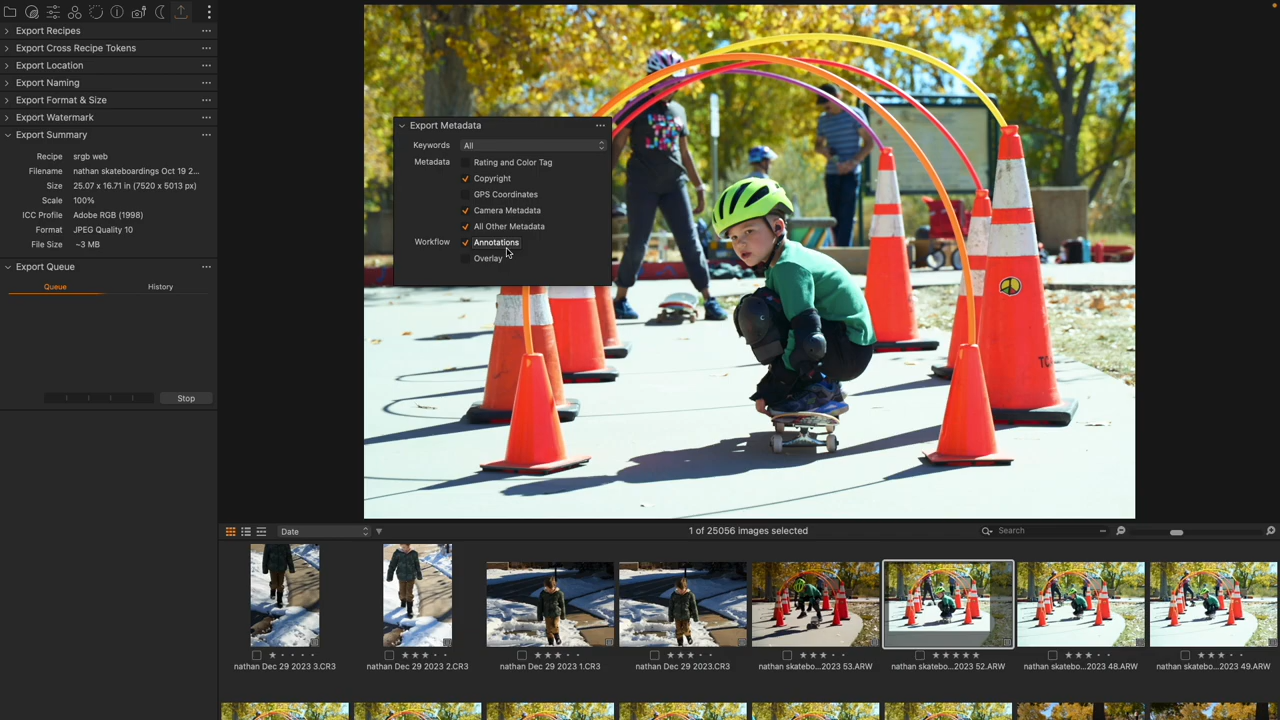 Export Recipes
Export Cross Recipe Tokens
Export Location
Export Naming
Export Format & Size
Export Watermark
Export Summary
Recipe srgb web
Filename nathan skateboardings Oct 19 2...
Size 25.07 x 16.71 in (7520 x 5013 px)
Scale 100%
ICC Profile Adobe RGB (1998)
Format JPEG Quality 10
File Size ~3 MB
Export Queue
Queue History
Stop
Export Metadata
Keywords All
Metadata Rating and Color Tag
Copyright
GPS Coordinates
Camera Metadata
All Other Metadata
Workflow Annotations
Overlay
TC
Date 1 of 25056 images selected Search
nathan Dec 29 2023 3.CR3 nathan Dec 29 2023 2.CR3 nathan Dec 29 2023 1.CR3 nathan Dec 29 2023.CR3 nathan skatebo...2023 53.ARW nathan skatebo...2023 52.ARW nathan skatebo...2023 48.ARW nathan skatebo...2023 49.ARW